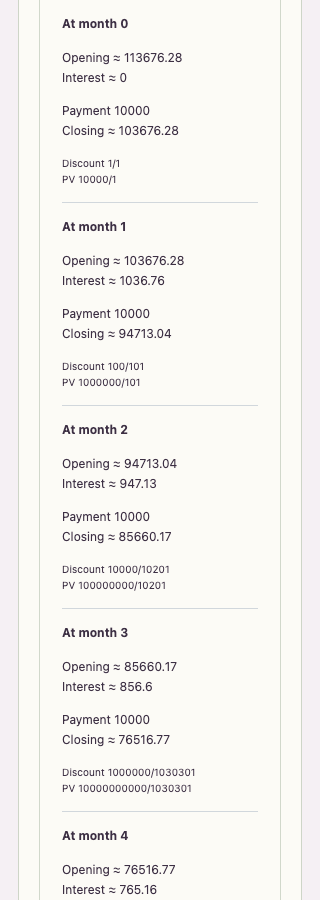 At month 0
Opening ≈ 113676.28
Interest ≈ 0
Payment 10000
Closing ≈ 103676.28
Discount 1/1
PV 10000/1
At month 1
Opening ≈ 103676.28
Interest ≈ 1036.76
Payment 10000
Closing ≈ 94713.04
Discount 100/101
PV 1000000/101
At month 2
Opening ≈ 94713.04
Interest ≈ 947.13
Payment 10000
Closing ≈ 85660.17
Discount 10000/10201
PV 100000000/10201
At month 3
Opening ≈ 85660.17
Interest ≈ 856.6
Payment 10000
Closing ≈ 76516.77
Discount 1000000/1030301
PV 10000000000/1030301
At month 4
Opening ≈ 76516.77
Interest ≈ 765.16